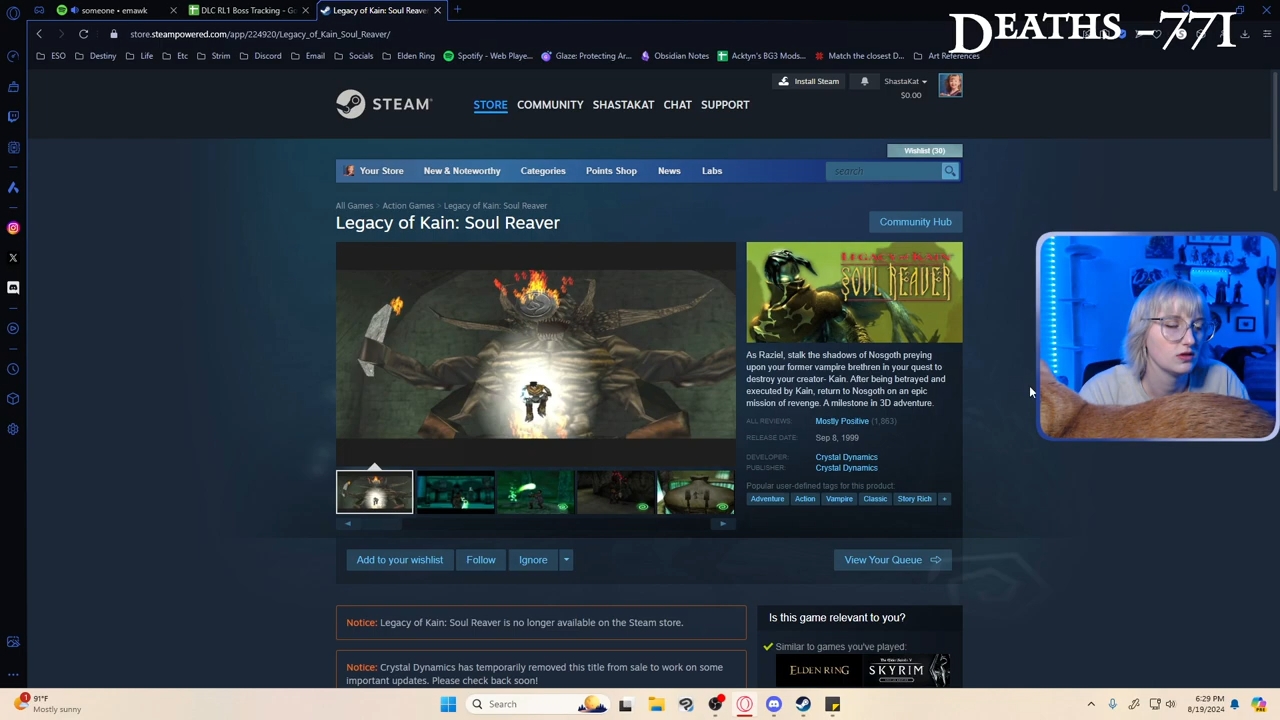 DEATHS -771
someone - emawk
DLC RL1 Boss Tracking - Go
Legacy of Kain: Soul Reaver
store.steampowered.com/app/224920/Legacy_of_Kain_Soul_Reaver/
ESO Destiny Life Etc Strim Discord Email Socials Elden Ring Spotify - Web Playe... Glaze: Protecting Ar... Obsidian Notes Acktyn's BG3 Mods... Match the closest D... Art References
STEAM
STORE COMMUNITY SHASTAKAT CHAT SUPPORT
Install Steam
ShastaKat
$0.00
Wishlist (30)
Your Store New & Noteworthy Categories Points Shop News Labs
search
All Games > Action Games > Legacy of Kain: Soul Reaver
Legacy of Kain: Soul Reaver
Community Hub
LEGACY OF KAIN
SOUL REAVER
As Raziel, stalk the shadows of Nosgoth preying
upon your former vampire brethren in your quest to
destroy your creator- Kain. After being betrayed and
executed by Kain, return to Nosgoth on an epic
mission of revenge. A milestone in 3D adventure.
ALL REVIEWS: Mostly Positive (1,863)
RELEASE DATE: Sep 8, 1999
DEVELOPER: Crystal Dynamics
PUBLISHER: Crystal Dynamics
Popular user-defined tags for this product:
Adventure Action Vampire Classic Story Rich +
Add to your wishlist Follow Ignore
View Your Queue
Notice: Legacy of Kain: Soul Reaver is no longer available on the Steam store.
Notice: Crystal Dynamics has temporarily removed this title from sale to work on some
important updates. Please check back soon!
Is this game relevant to you?
Similar to games you've played:
ELDEN RING
SKYRIM
1
91°F
Mostly sunny
Search
6:29 PM
8/19/2024